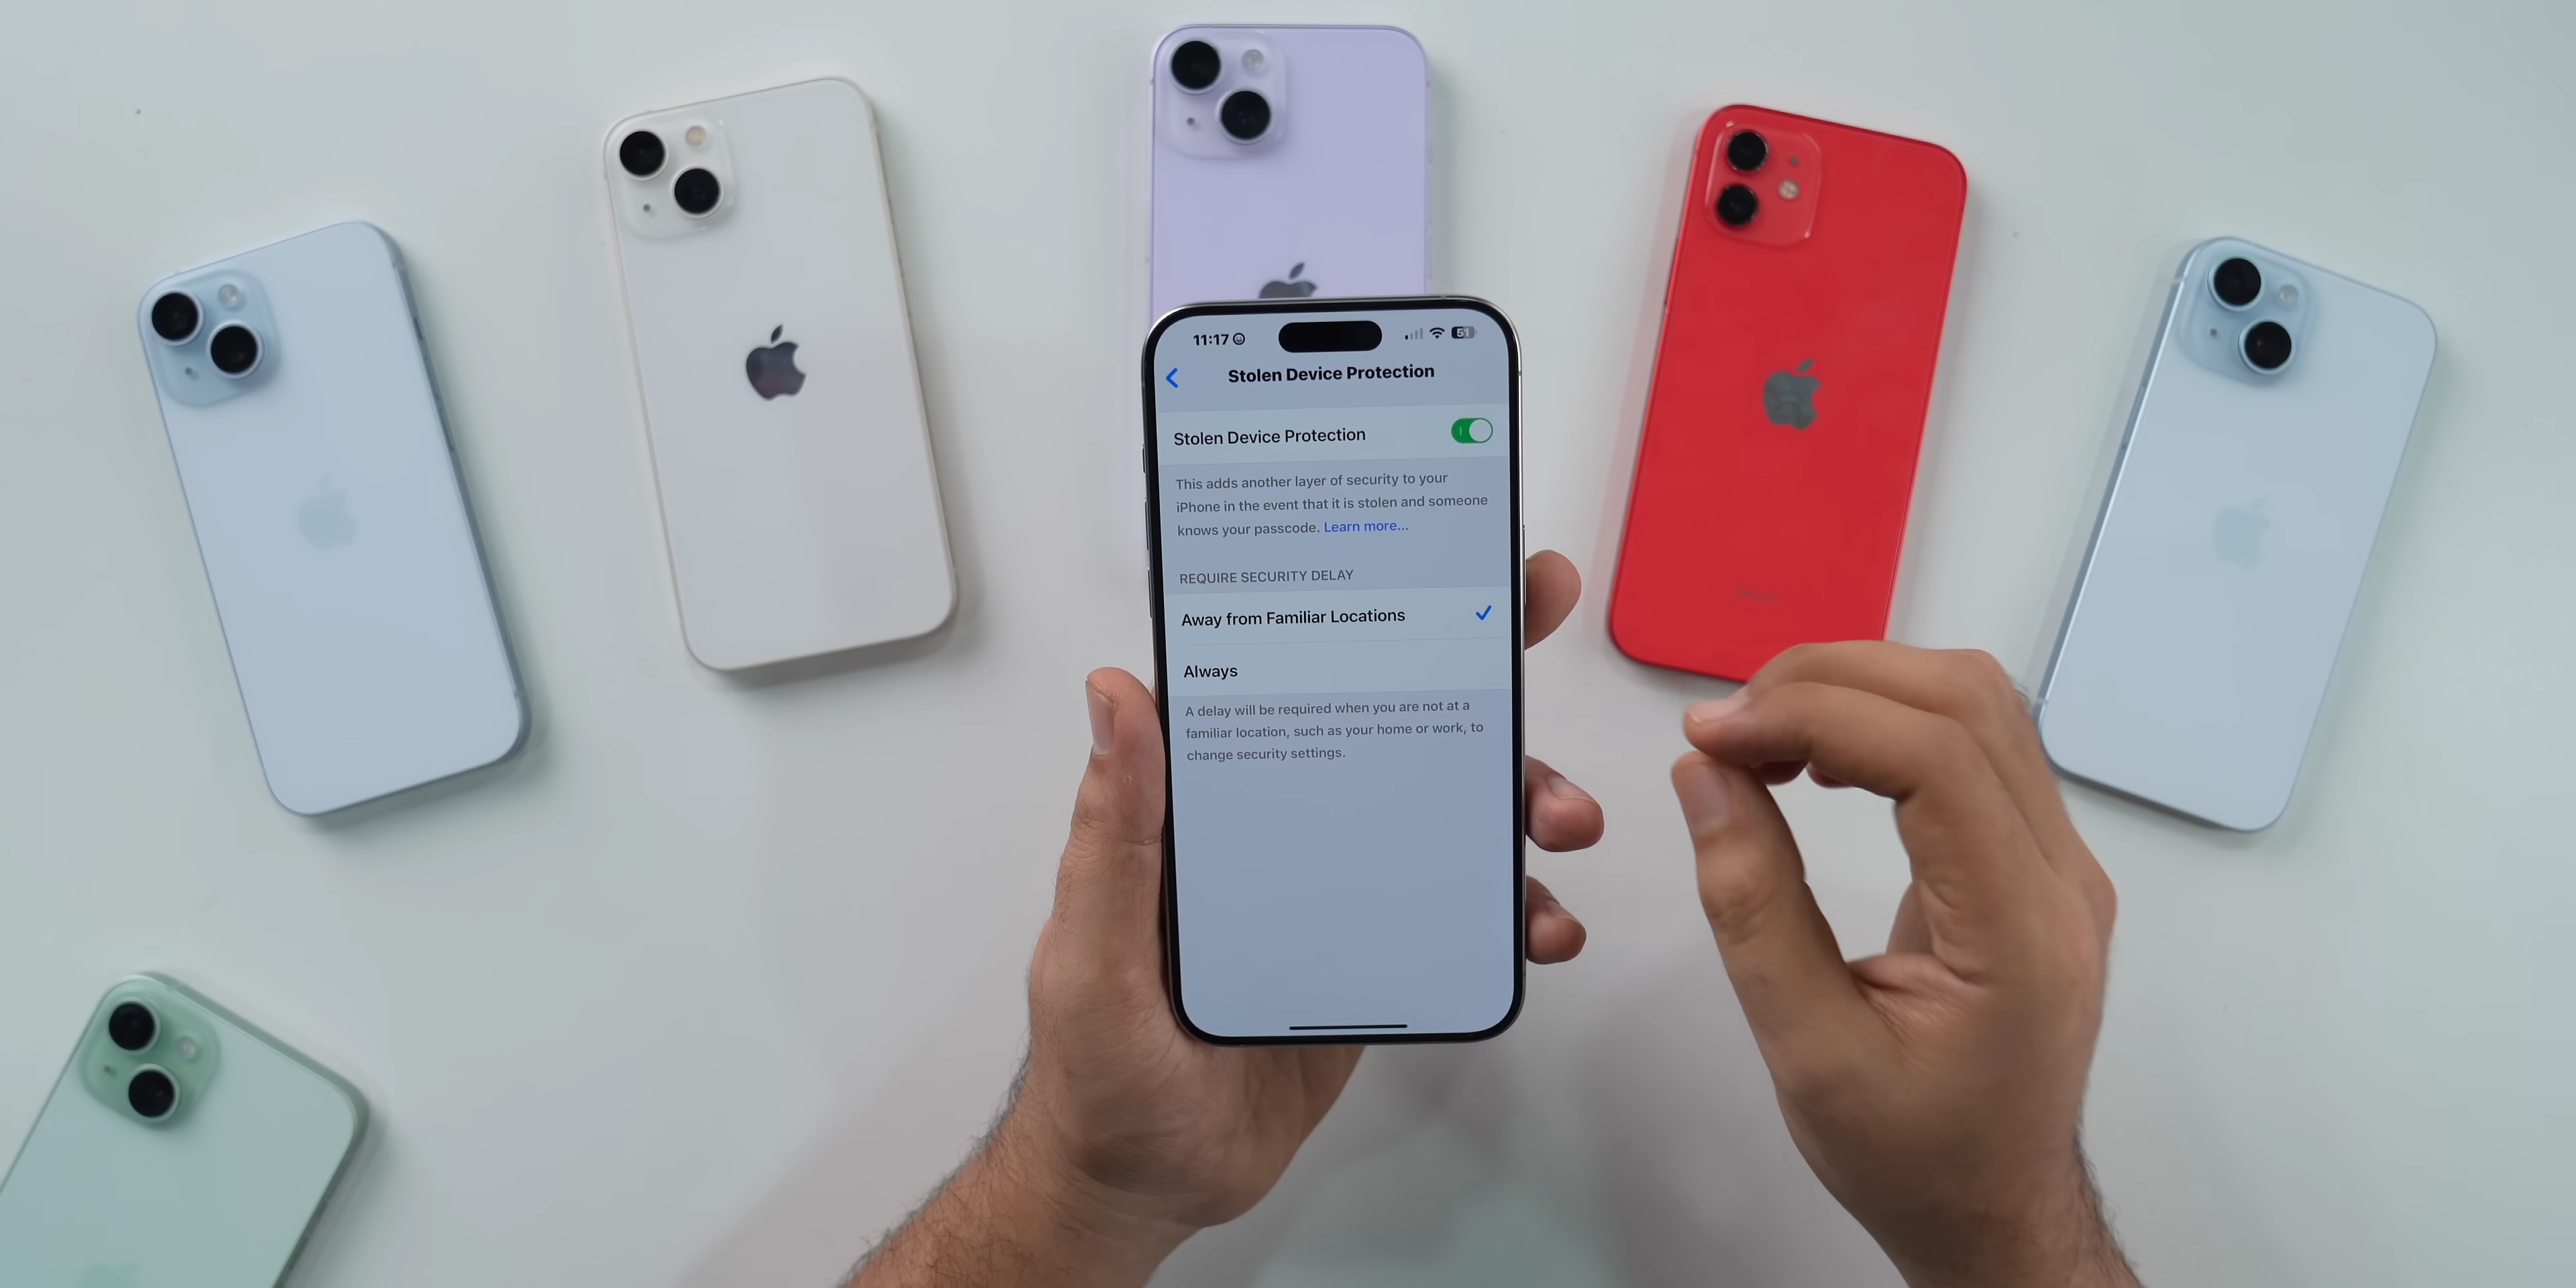 11:17
51
Stolen Device Protection
Stolen Device Protection
This adds another layer of security to your
iPhone in the event that it is stolen and someone
knows your passcode. Learn more...
REQUIRE SECURITY DELAY
Away from Familiar Locations
Always
A delay will be required when you are not at a
familiar location, such as your home or work, to
change security settings.